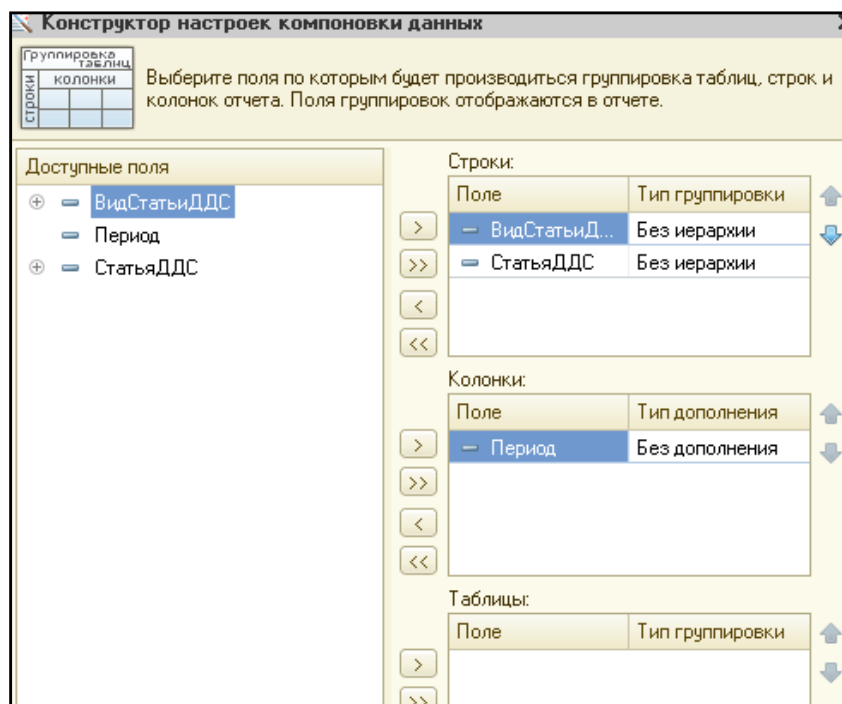 Конструктор настроек компоновки данных
Группировка
таблиц
колонки
строки
Выберите поля по которым будет производиться группировка таблиц, строк и
колонок отчета. Поля группировок отображаются в отчете.
Доступные поля
ВидСтатьиДДС
Период
СтатьяДДС
Строки:
Поле Тип группировки
ВидСтатьиД... Без иерархии
СтатьяДДС Без иерархии
Колонки:
Поле Тип дополнения
Период Без дополнения
Таблицы:
Поле Тип группировки